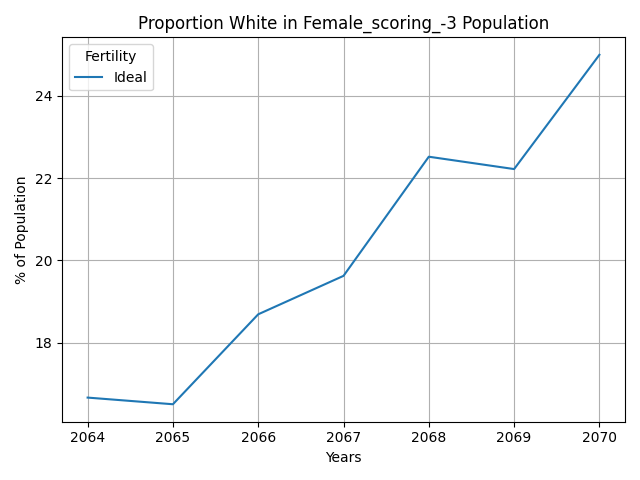 Proportion White in Female_scoring_-3 Population
Fertility
Ideal
24
22
20
18
% of Population
2064 2065 2066 2067 2068 2069 2070
Years